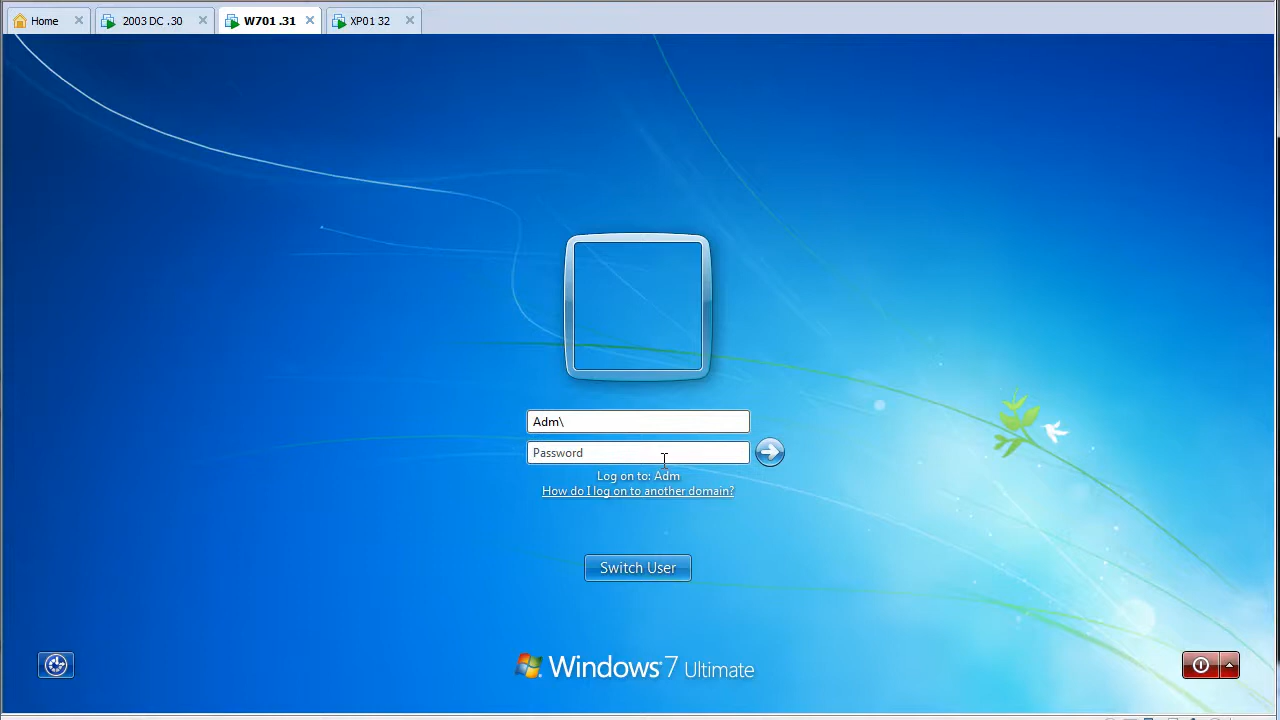 Home 2003 DC .30 W701 .31 XP01 32
Adm\
Password
Log on to: Adm
How do I log on to another domain?
Switch User
Windows 7 Ultimate